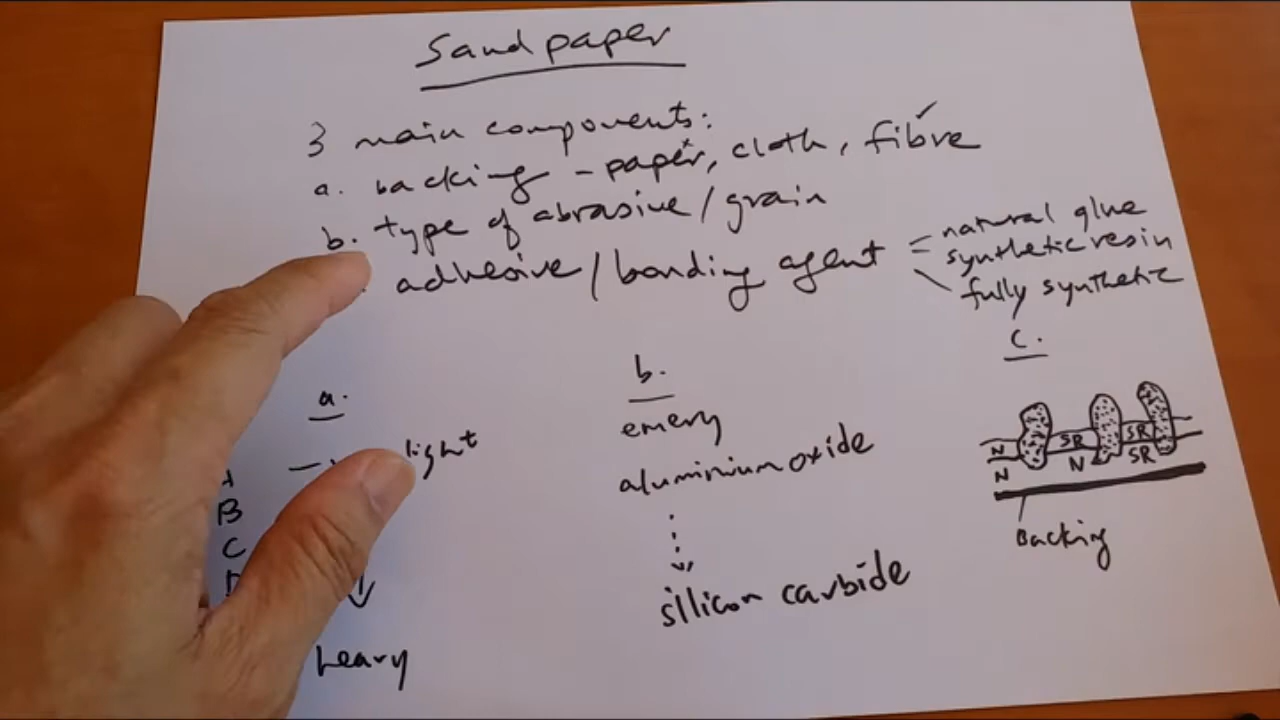 Sandpaper
3 main components:
a. backing - paper, cloth, fibre
b. type of abrasive / grain
adhesive / bonding agent
natural glue
synthetic resin
fully synthetic
a.
light
A
B
C
D
heavy
b.
emery
aluminium oxide
silicon carbide
c.
N SR SR
N N SR
Backing